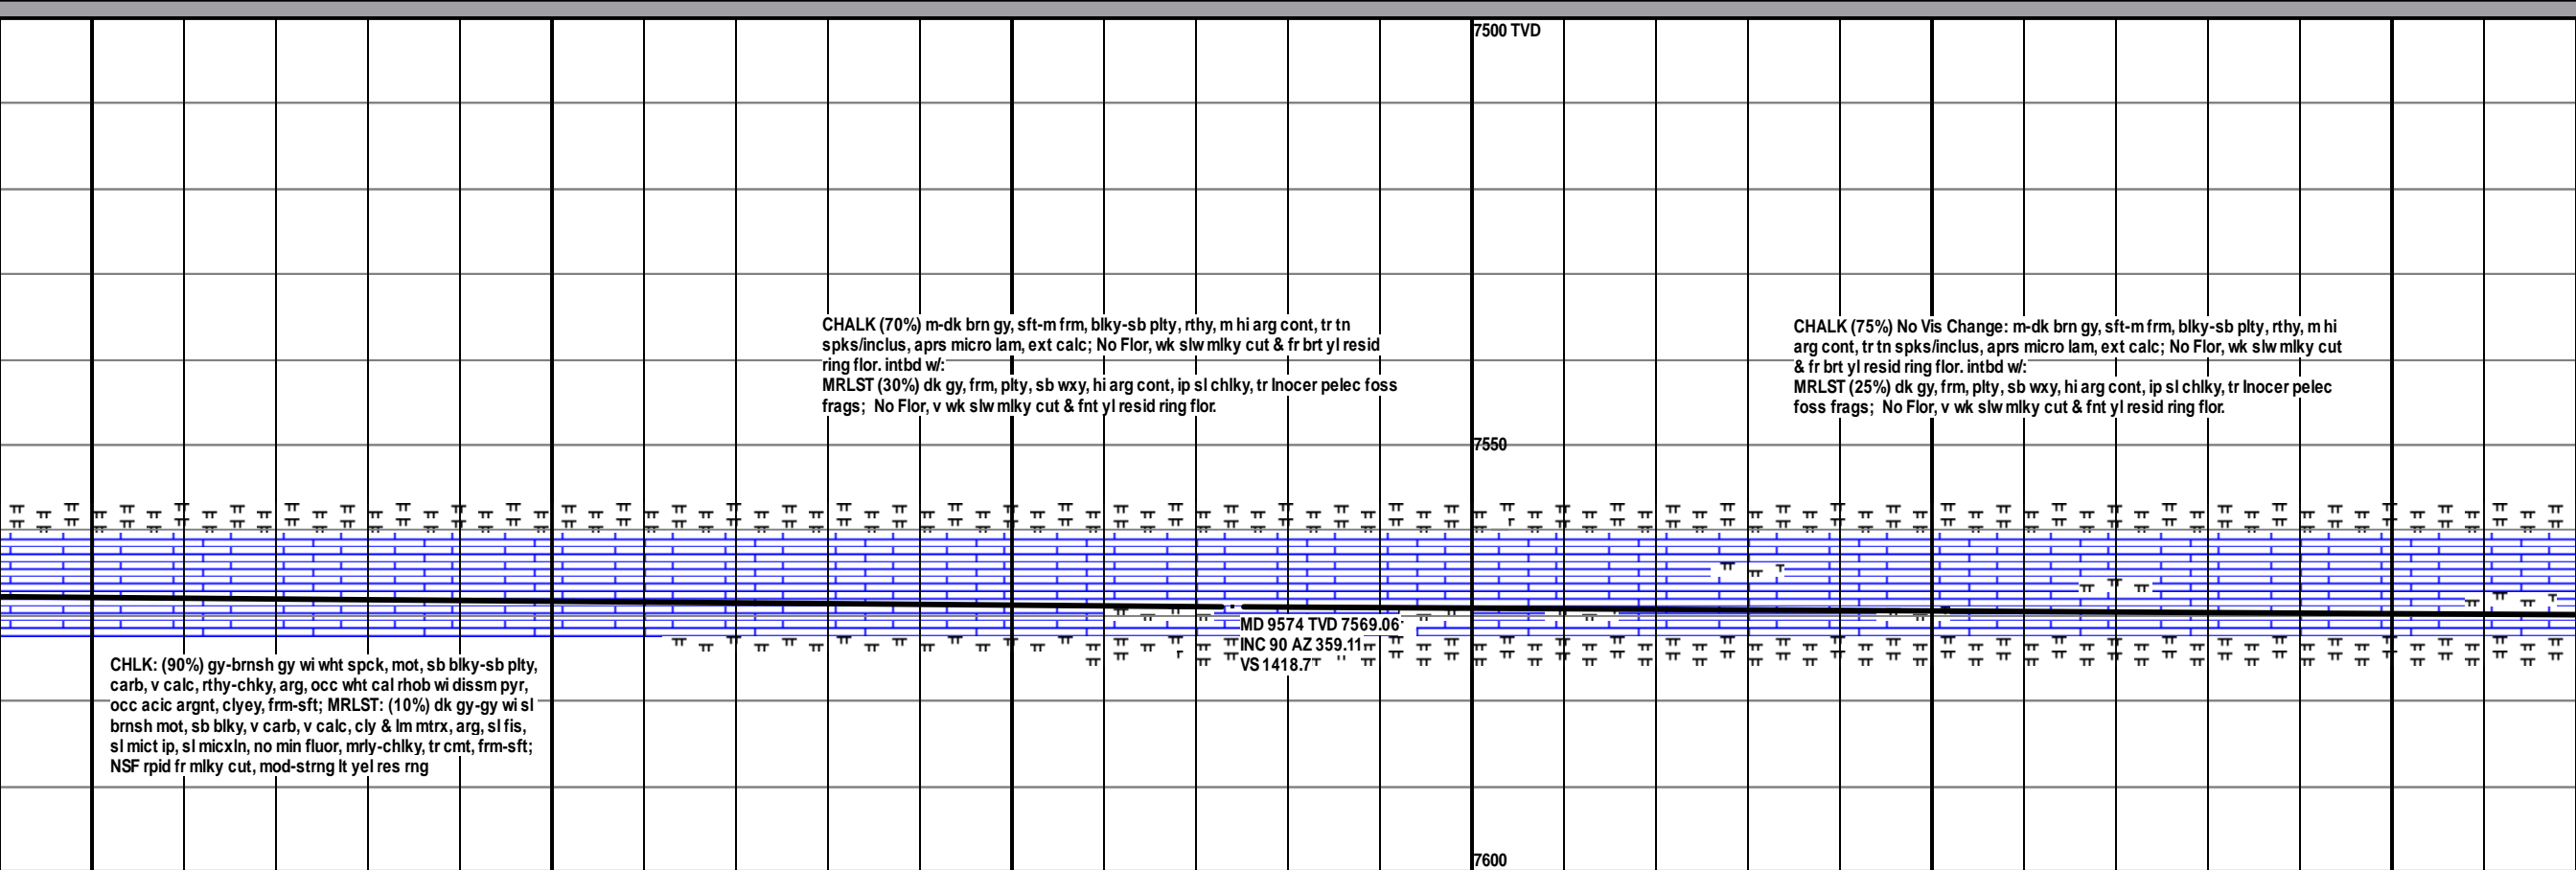 7500 TVD
CHALK (70%) m-dk brn gy, sft-m frm, blky-sb plty, rthy, m hi arg cont, tr tn
spks/inclus, aprs micro lam, ext calc; No Flor, wk slw mlky cut & fr brt yl resid
ring flor. intbd w/:
MRLST (30%) dk gy, frm, plty, sb wxy, hi arg cont, ip sl chlky, tr Inocer pelec foss
frags; No Flor, v wk slw mlky cut & fnt yl resid ring flor.
CHALK (75%) No Vis Change: m-dk brn gy, sft-m frm, blky-sb plty, rthy, m hi
arg cont, tr tn spks/inclus, aprs micro lam, ext calc; No Flor, wk slw mlky cut
& fr brt yl resid ring flor. intbd w/:
MRLST (25%) dk gy, frm, plty, sb wxy, hi arg cont, ip sl chlky, tr Inocer pelec
foss frags; No Flor, v wk slw mlky cut & fnt yl resid ring flor.
7550
MD 9574 TVD 7569.06
INC 90 AZ 359.11
VS 1418.7
CHLK: (90%) gy-brnsh gy wi wht spck, mot, sb blky-sb plty,
carb, v calc, rthy-chky, arg, occ wht cal rhob wi dissm pyr,
occ acic argnt, clyey, frm-sft; MRLST: (10%) dk gy-gy wi sl
brnsh mot, sb blky, v carb, v calc, cly & lm mtrx, arg, sl fis,
sl mict ip, sl micxln, no min fluor, mrly-chlky, tr cmt, frm-sft;
NSF rpid fr mlky cut, mod-strng lt yel res rng
7600